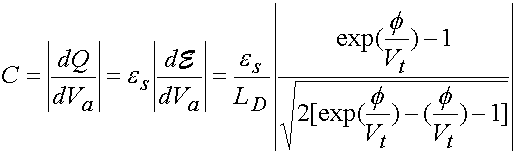 C = |dQ/dV_a| = ε_s |dℰ/dV_a| = ε_s/L_D |(exp(ϕ/V_t) − 1)/√(2[exp(ϕ/V_t) − (ϕ/V_t) − 1])|